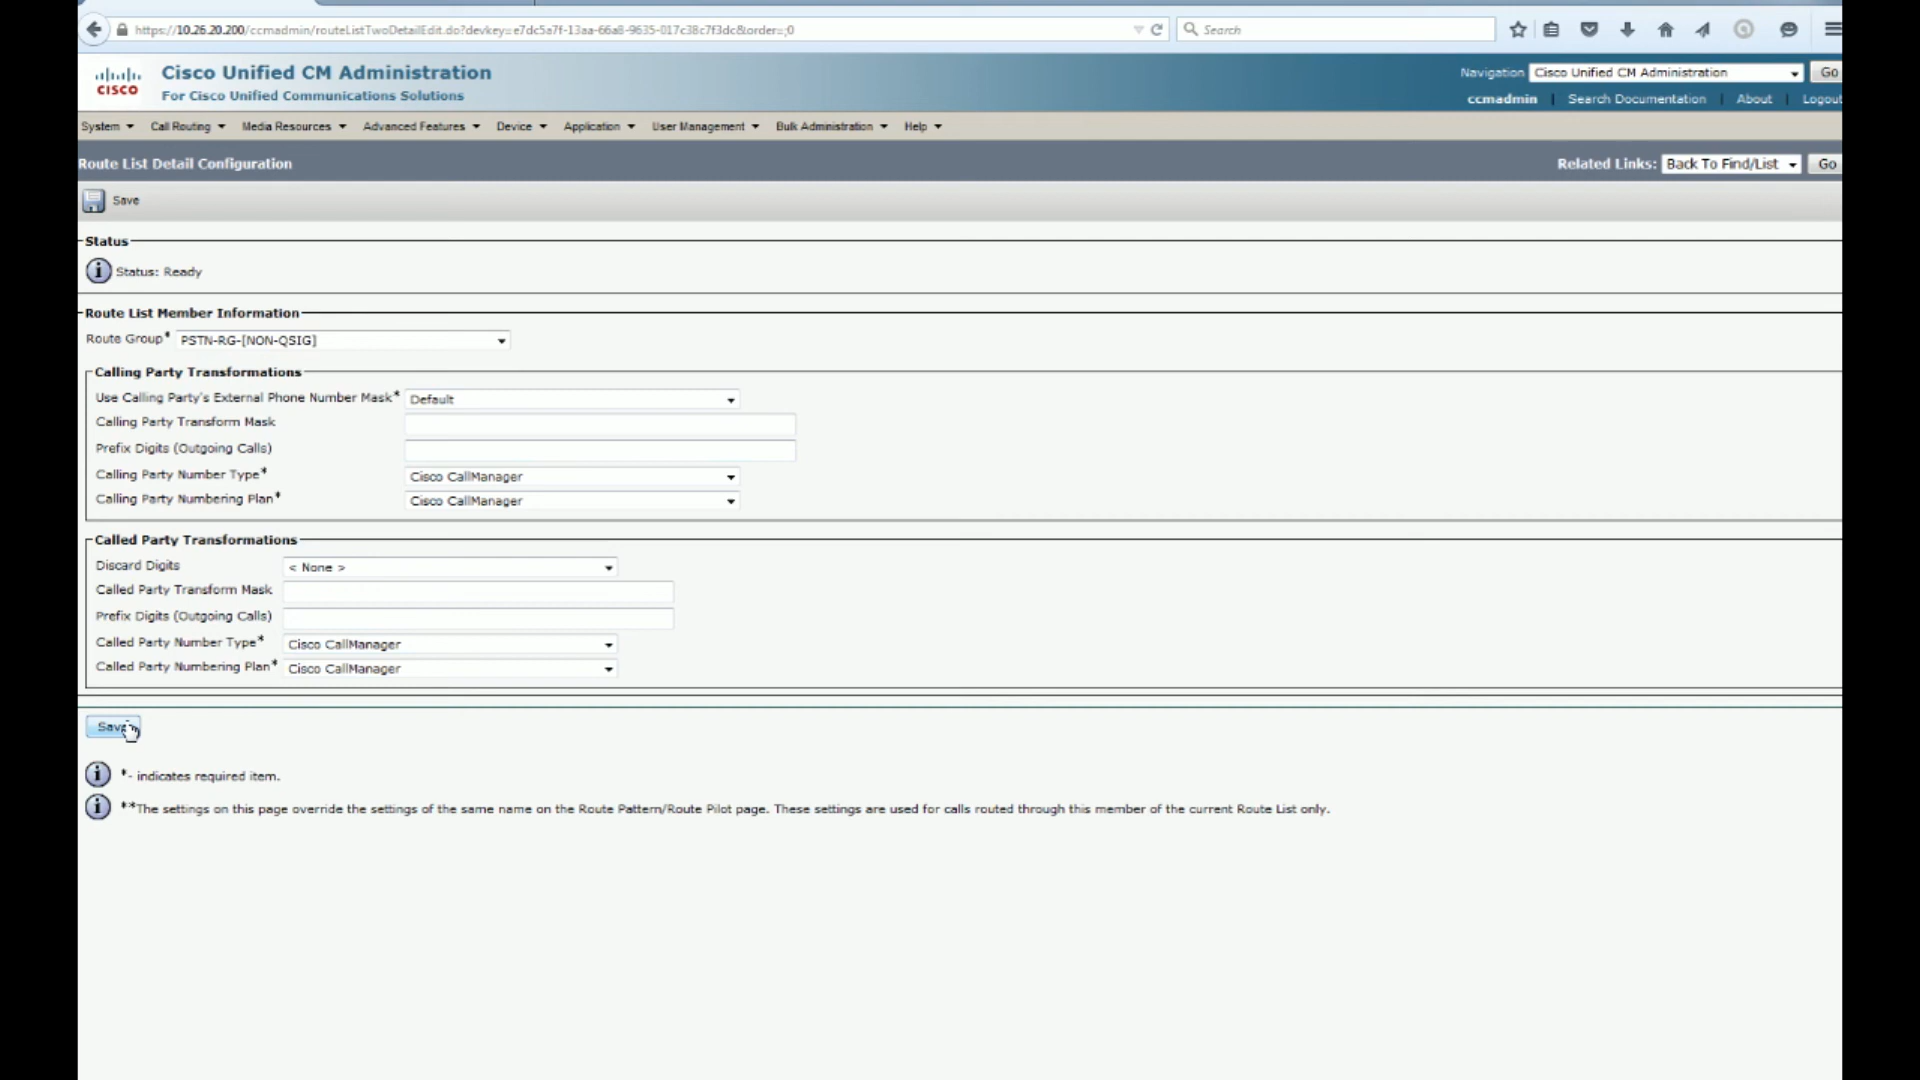 https://10.26.20.200/ccmadmin/routeListTwoDetailEdit.do?devkey=e7dc5a7f-13aa-66a8-9635-017c38c7f3dc&order=;0
Search
cisco
Cisco Unified CM Administration
For Cisco Unified Communications Solutions
Navigation Cisco Unified CM Administration Go
ccmadmin | Search Documentation | About | Logout
System Call Routing Media Resources Advanced Features Device Application User Management Bulk Administration Help
Route List Detail Configuration
Related Links: Back To Find/List Go
Save
Status
Status: Ready
Route List Member Information
Route Group* PSTN-RG-[NON-QSIG]
Calling Party Transformations
Use Calling Party's External Phone Number Mask* Default
Calling Party Transform Mask
Prefix Digits (Outgoing Calls)
Calling Party Number Type* Cisco CallManager
Calling Party Numbering Plan* Cisco CallManager
Called Party Transformations
Discard Digits < None >
Called Party Transform Mask
Prefix Digits (Outgoing Calls)
Called Party Number Type* Cisco CallManager
Called Party Numbering Plan* Cisco CallManager
Save
*- indicates required item.
**The settings on this page override the settings of the same name on the Route Pattern/Route Pilot page. These settings are used for calls routed through this member of the current Route List only.